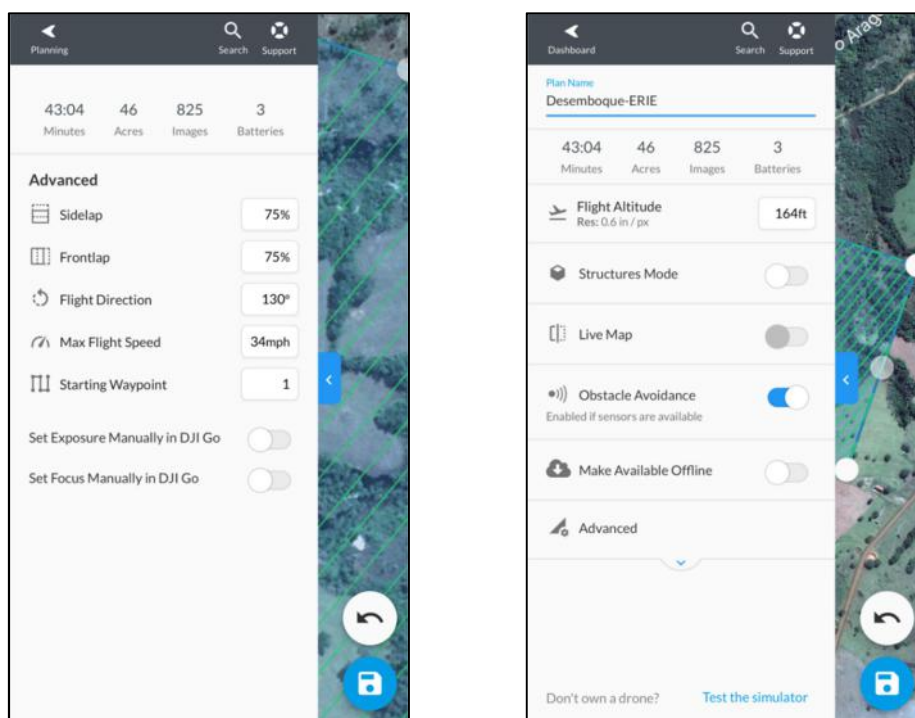 Planning
Search Support
43:04 46 825 3
Minutes Acres Images Batteries
Advanced
Sidelap 75%
Frontlap 75%
Flight Direction 130°
Max Flight Speed 34mph
Starting Waypoint 1
Set Exposure Manually in DJI Go
Set Focus Manually in DJI Go
Dashboard
Search Support
Plan Name
Desemboque-ERIE
43:04 46 825 3
Minutes Acres Images Batteries
Flight Altitude 164ft
Res: 0.6 in / px
Structures Mode
Live Map
Obstacle Avoidance
Enabled if sensors are available
Make Available Offline
Advanced
Don't own a drone? Test the simulator